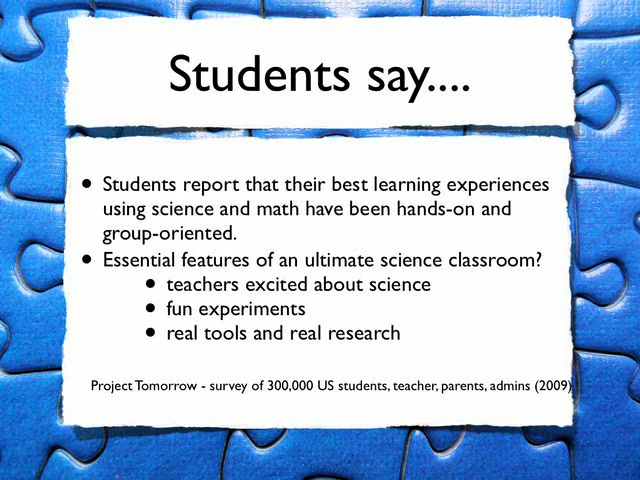 Students say....
• Students report that their best learning experiences
using science and math have been hands-on and
group-oriented.
• Essential features of an ultimate science classroom?
• teachers excited about science
• fun experiments
• real tools and real research
Project Tomorrow - survey of 300,000 US students, teacher, parents, admins (2009)